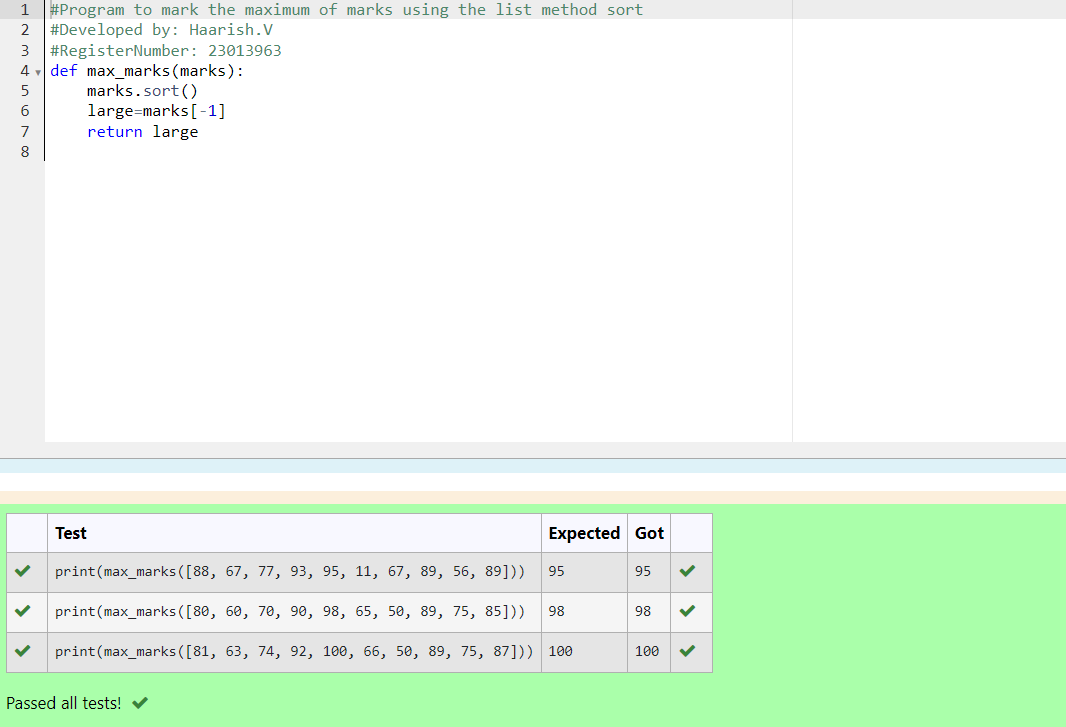 1 #Program to mark the maximum of marks using the list method sort
2 #Developed by: Haarish.V
3 #RegisterNumber: 23013963
4 def max_marks(marks):
5     marks.sort()
6     large=marks[-1]
7     return large
8
Test Expected Got
print(max_marks([88, 67, 77, 93, 95, 11, 67, 89, 56, 89])) 95 95
print(max_marks([80, 60, 70, 90, 98, 65, 50, 89, 75, 85])) 98 98
print(max_marks([81, 63, 74, 92, 100, 66, 50, 89, 75, 87])) 100 100
Passed all tests!